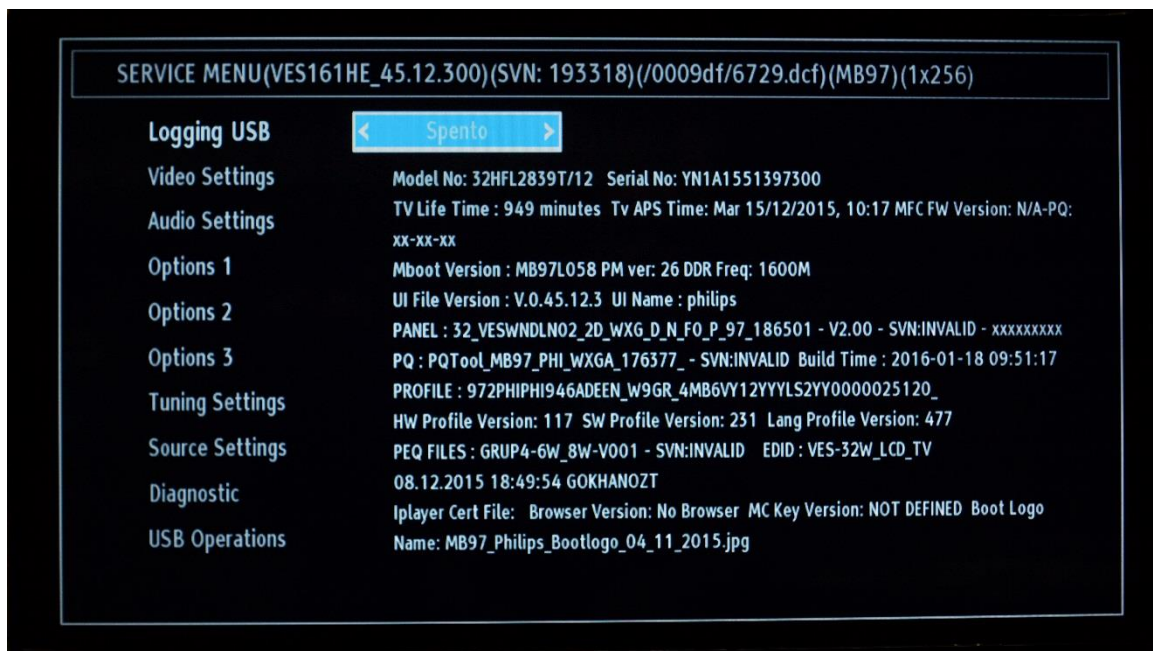 SERVICE MENU(VES161HE_45.12.300)(SVN: 193318)(/0009df/6729.dcf)(MB97)(1x256)
Logging USB
< Spento >
Video Settings
Audio Settings
Options 1
Options 2
Options 3
Tuning Settings
Source Settings
Diagnostic
USB Operations
Model No: 32HFL2839T/12 Serial No: YN1A1551397300
TV Life Time : 949 minutes Tv APS Time: Mar 15/12/2015, 10:17 MFC FW Version: N/A-PQ:
xx-xx-xx
Mboot Version : MB97L058 PM ver: 26 DDR Freq: 1600M
UI File Version : V.0.45.12.3 UI Name : philips
PANEL : 32_VESWNDLN02_2D_WXG_D_N_F0_P_97_186501 - V2.00 - SVN:INVALID - xxxxxxxxx
PQ : PQTool_MB97_PHI_WXGA_176377_ - SVN:INVALID Build Time : 2016-01-18 09:51:17
PROFILE : 972PHIPHI946ADEEN_W9GR_4MB6VY12YYYLS2YY0000025120_
HW Profile Version: 117 SW Profile Version: 231 Lang Profile Version: 477
PEQ FILES : GRUP4-6W_8W-V001 - SVN:INVALID EDID : VES-32W_LCD_TV
08.12.2015 18:49:54 GOKHANOZT
Iplayer Cert File: Browser Version: No Browser MC Key Version: NOT DEFINED Boot Logo
Name: MB97_Philips_Bootlogo_04_11_2015.jpg